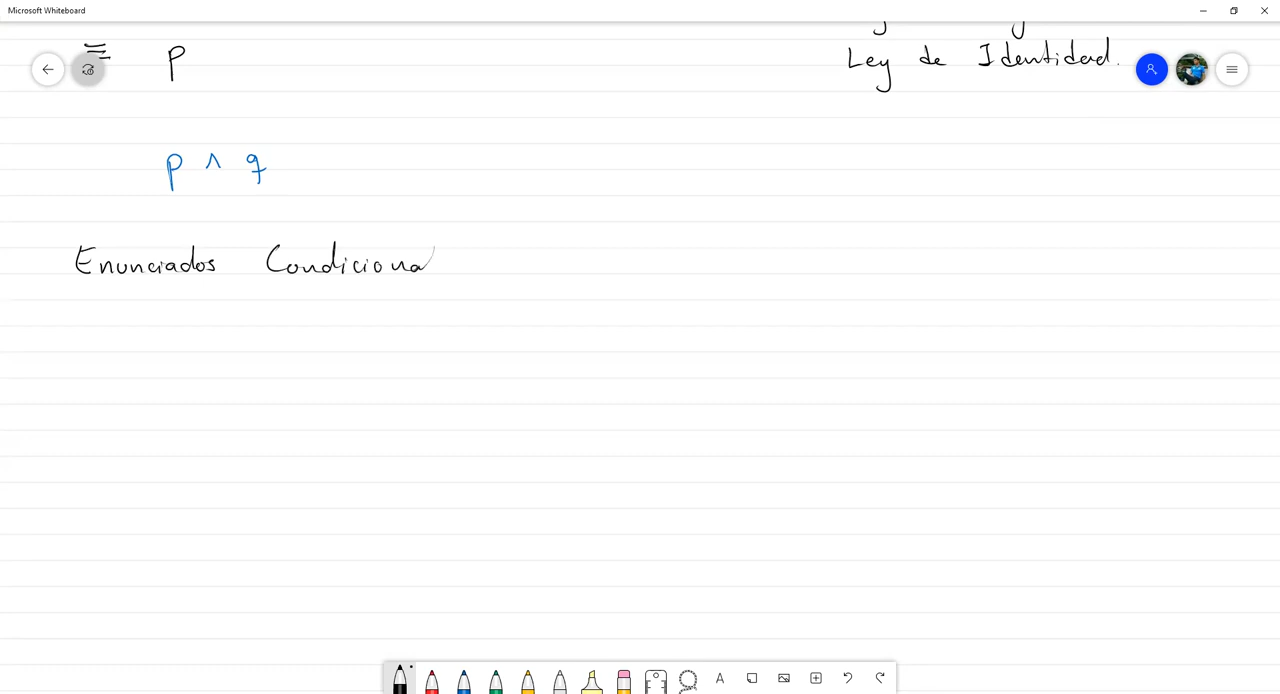 Microsoft Whiteboard
≡ p
Ley de Identidad.
p ∧ q
Enunciados Condiciona